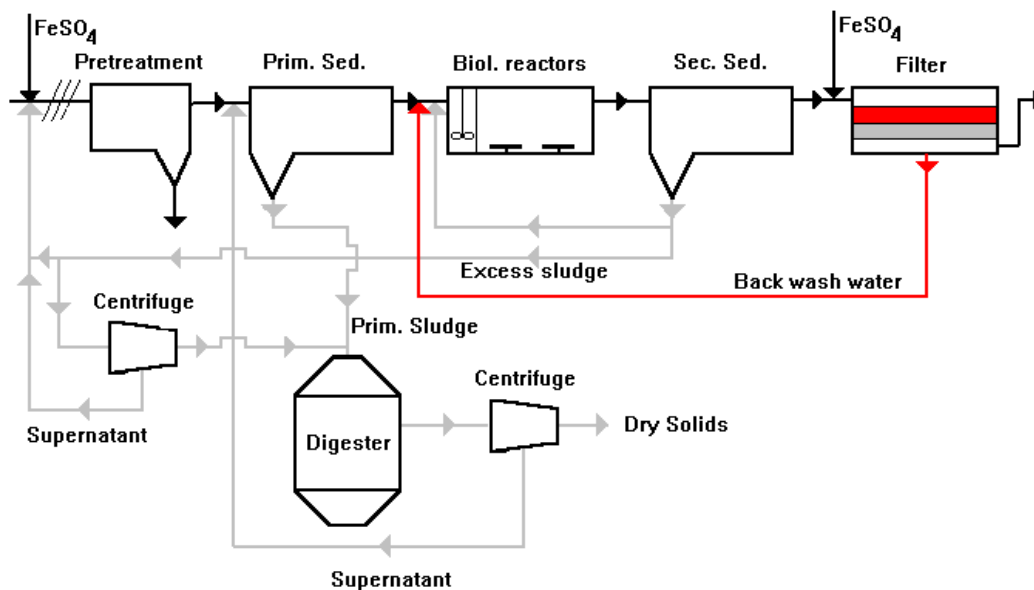 FeSO4
Pretreatment
Prim. Sed.
Biol. reactors
Sec. Sed.
FeSO4
Filter
Excess sludge
Back wash water
Centrifuge
Prim. Sludge
Centrifuge
Supernatant
Digester
Dry Solids
Supernatant